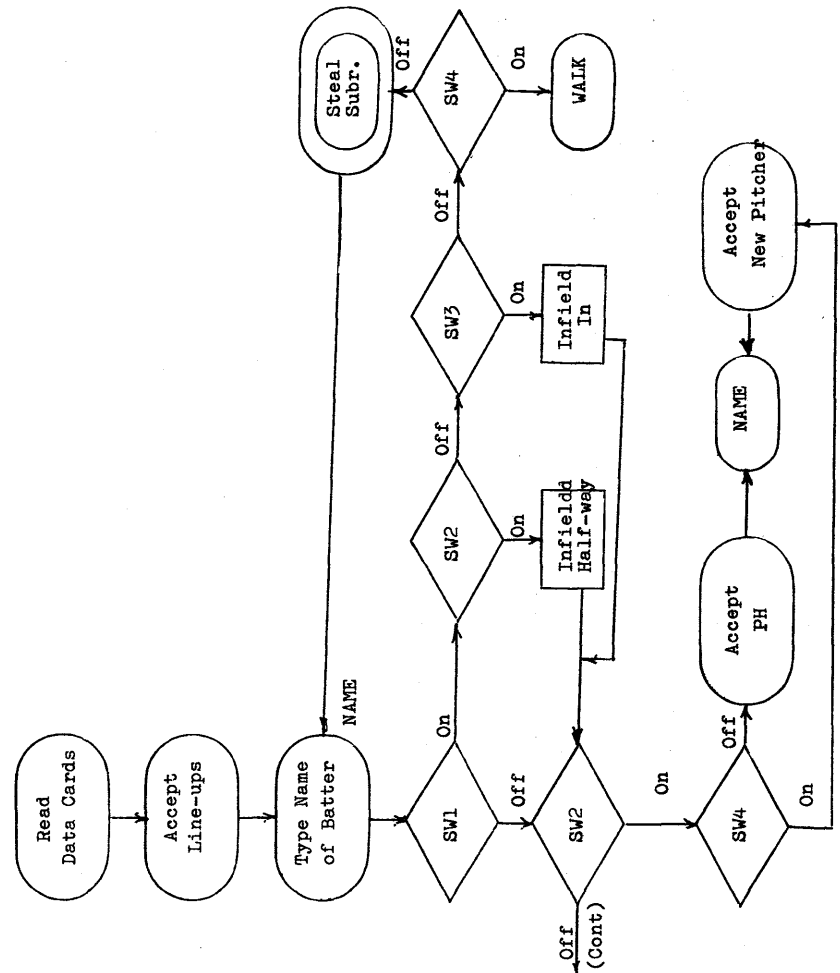 Read
Data Cards
Accept
Line-ups
Type Name
of Batter
NAME
Steal
Subr.
SW1
On
Off
SW2
Off
On
SW3
Off
On
SW4
Off
On
WALK
Infieldd
Half-way
Infield
In
SW2
Off
(Cont)
On
SW4
Off
On
Accept
PH
NAME
Accept
New Pitcher